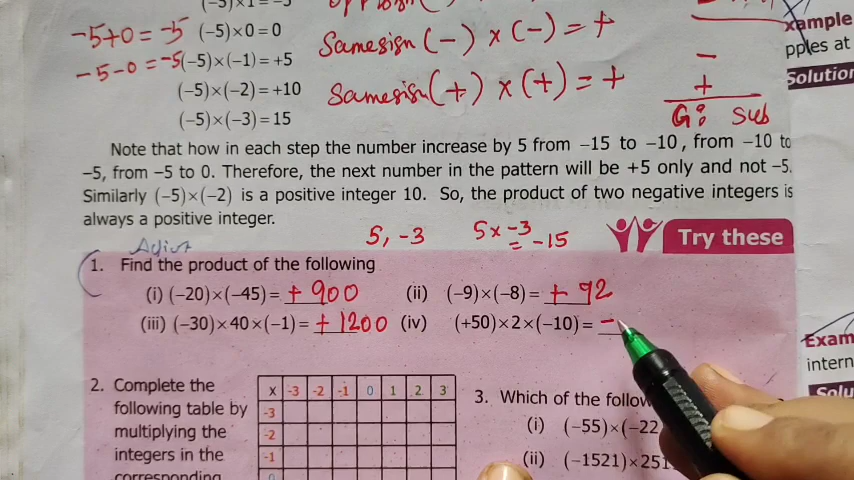 (−5)×1=−5
−5+0=−5 (−5)×0=0
Samesign (−) × (−) = +
−5−0=−5 (−5)×(−1)=+5
(−5)×(−2)=+10
Samesign (+) × (+) = +
(−5)×(−3)=15
−
+
G: Sub
xample
pples at
Solution
Note that how in each step the number increase by 5 from −15 to −10, from −10 to
−5, from −5 to 0. Therefore, the next number in the pattern will be +5 only and not −5.
Similarly (−5)×(−2) is a positive integer 10. So, the product of two negative integers is
always a positive integer.
5, −3 5×−3
= −15
Try these
1. Find the product of the following
(i) (−20)×(−45)= +900 (ii) (−9)×(−8)= +92
(iii) (−30)×40×(−1)= +1200 (iv) (+50)×2×(−10)= −
Exam
intern
Solu
2. Complete the
following table by
multiplying the
integers in the
corresponding
X −3 −2 −1 0 1 2 3
−3
−2
−1
0
3. Which of the follow
(i) (−55)×(−22
(ii) (−1521)×251